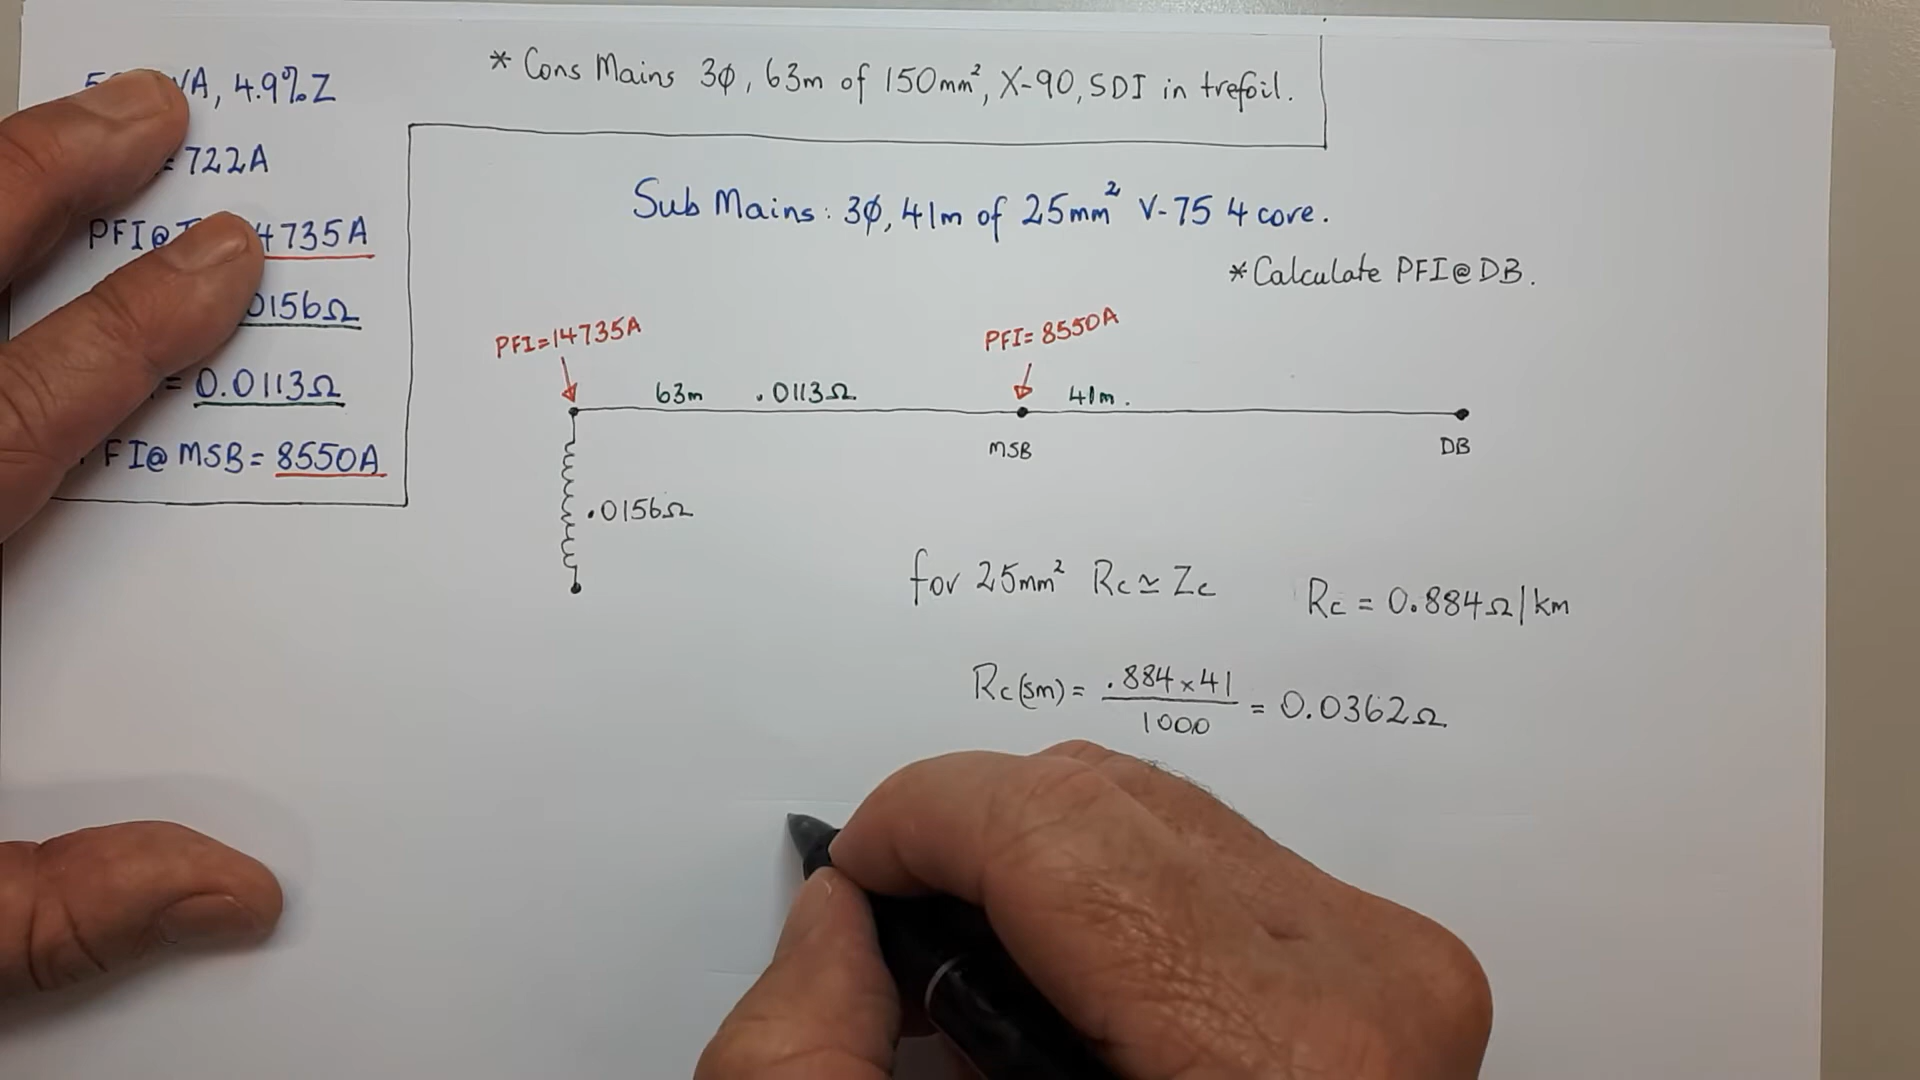 VA, 4.9%Z
= 722A
PFI@ 4735A
0156Ω
= 0.0113Ω
FI@ MSB = 8550A
* Cons Mains 3ϕ, 63m of 150mm², X-90, SDI in trefoil.
Sub Mains: 3ϕ, 41m of 25mm² V-75 4 core.
* Calculate PFI@DB.
PFI=14735A
PFI= 8550A
63m .0113Ω
41m.
MSB
DB
.0156Ω
for 25mm² Rc ≃ Zc Rc = 0.884Ω/km
Rc(sm) = .884 x 41 / 1000 = 0.0362Ω